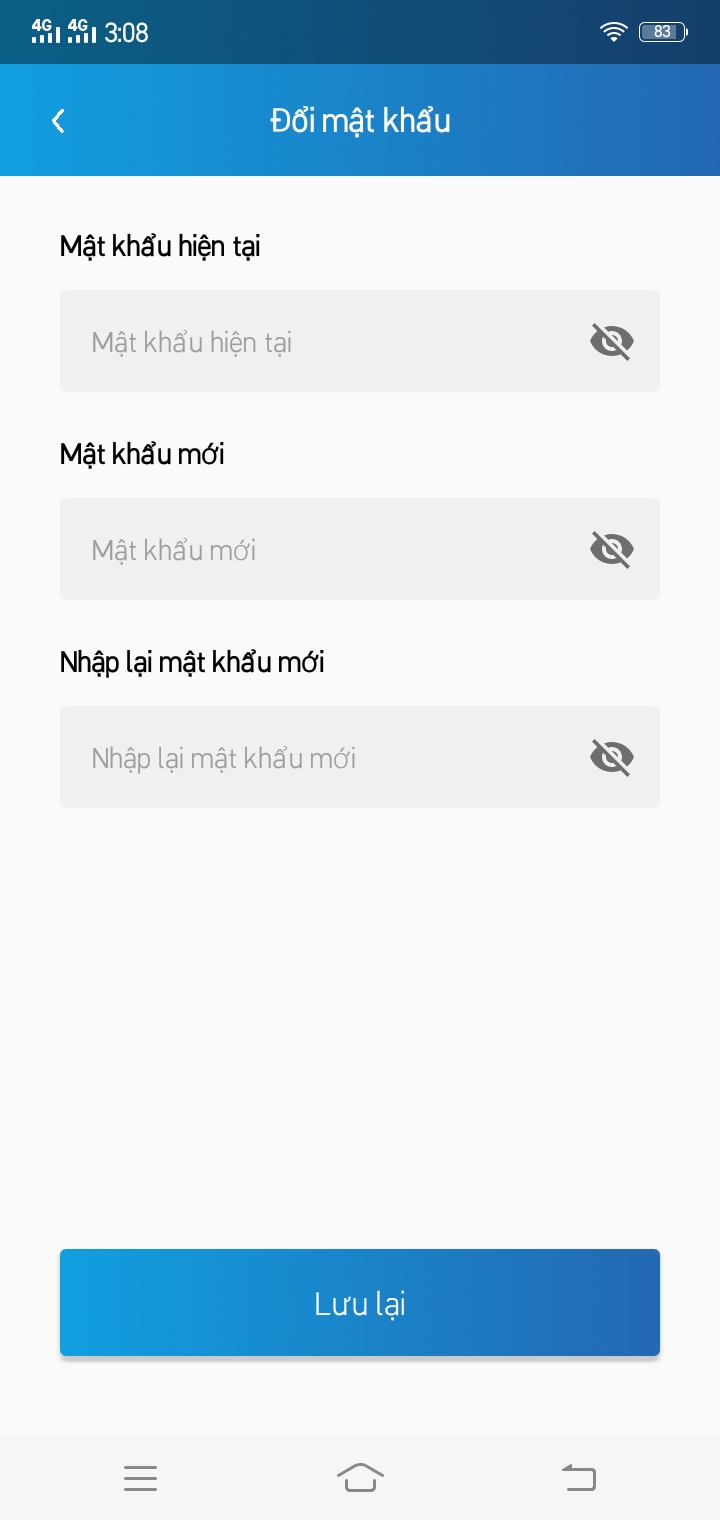 4G 4G 3:08 83
Đổi mật khẩu
Mật khẩu hiện tại
Mật khẩu hiện tại
Mật khẩu mới
Mật khẩu mới
Nhập lại mật khẩu mới
Nhập lại mật khẩu mới
Lưu lại